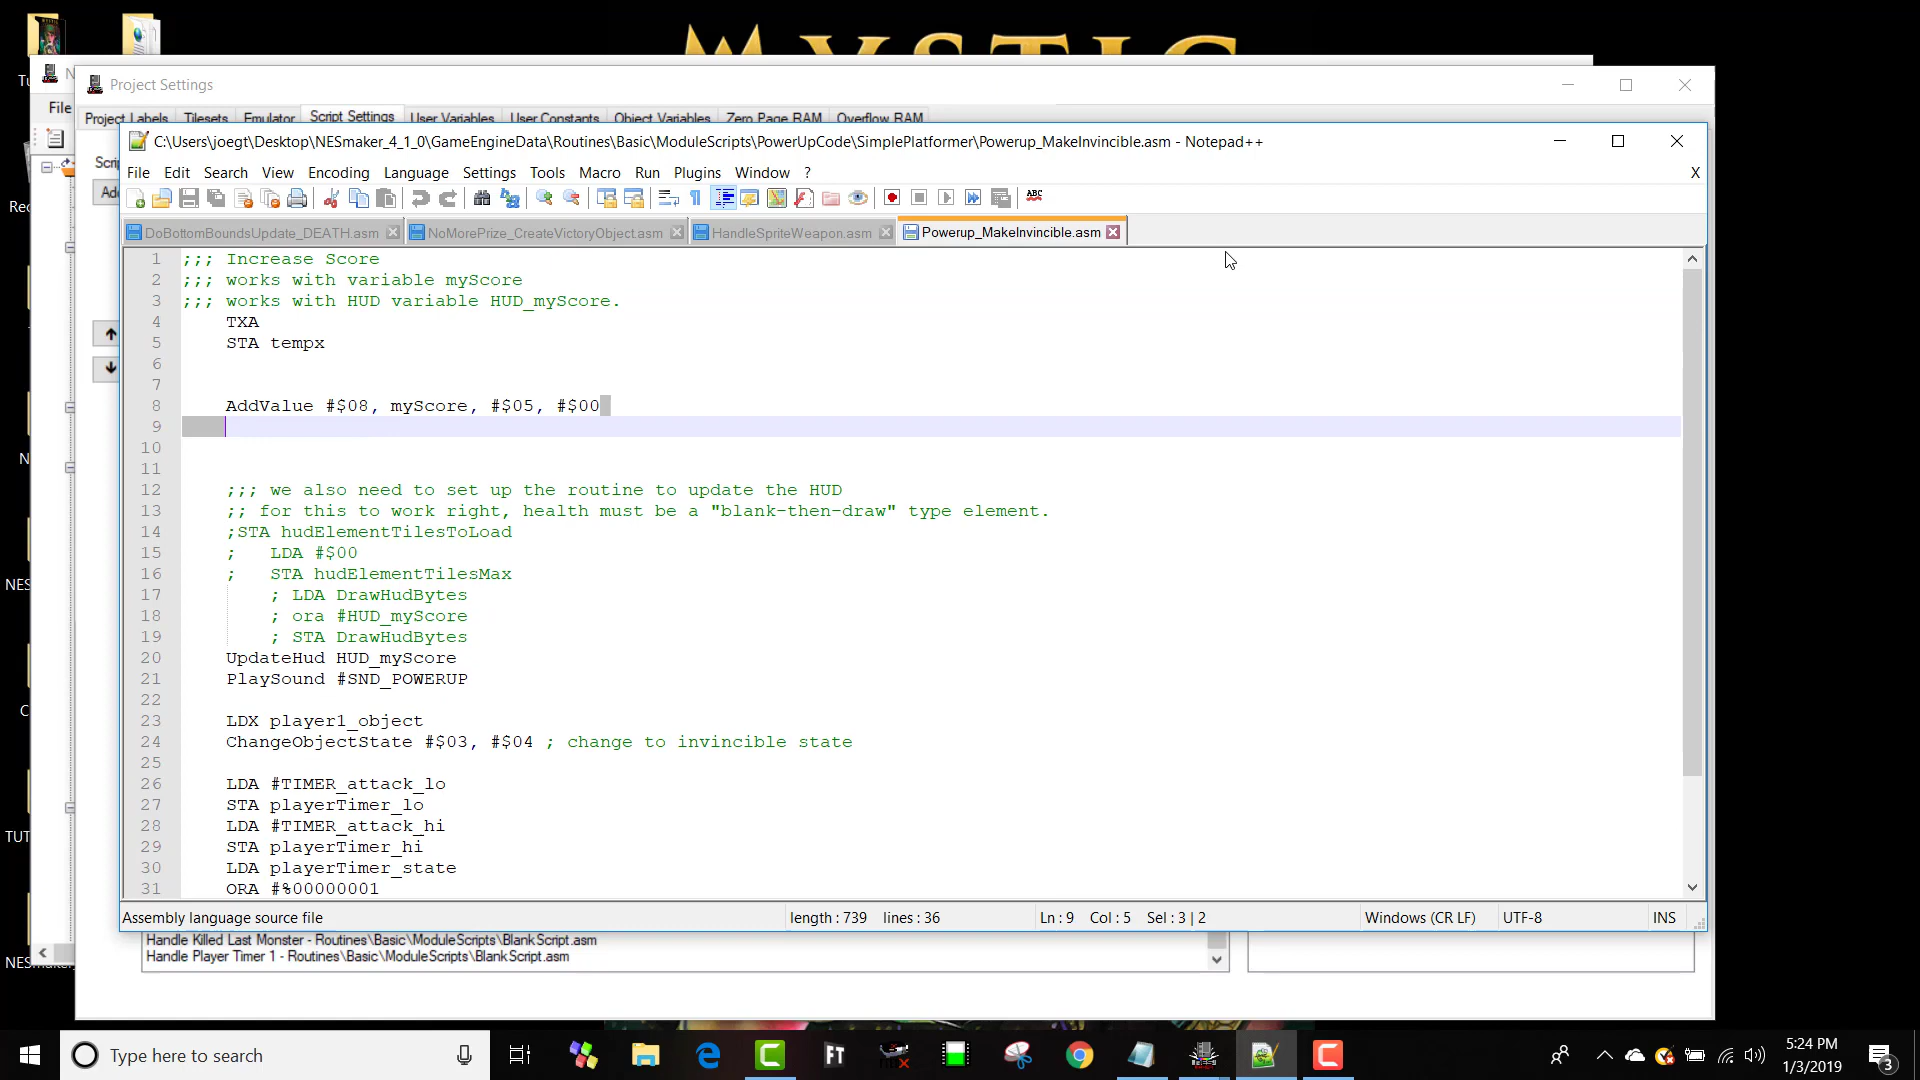 MYSTIC
Project Settings
File
Project Labels Tilesets Emulator Script Settings User Variables User Constants Object Variables Zero Page RAM Overflow RAM
C:\Users\joegt\Desktop\NESmaker_4_1_0\GameEngineData\Routines\Basic\ModuleScripts\PowerUpCode\SimplePlatformer\Powerup_MakeInvincible.asm - Notepad++
File Edit Search View Encoding Language Settings Tools Macro Run Plugins Window ? X
ABC
DoBottomBoundsUpdate_DEATH.asm NoMorePrize_CreateVictoryObject.asm HandleSpriteWeapon.asm Powerup_MakeInvincible.asm
1 ;;; Increase Score
2 ;;; works with variable myScore
3 ;;; works with HUD variable HUD_myScore.
4 TXA
5 STA tempx
6
7
8 AddValue #$08, myScore, #$05, #$00
9
10
11
12 ;;; we also need to set up the routine to update the HUD
13 ;; for this to work right, health must be a "blank-then-draw" type element.
14 ;STA hudElementTilesToLoad
15 ; LDA #$00
16 ; STA hudElementTilesMax
17 ; LDA DrawHudBytes
18 ; ora #HUD_myScore
19 ; STA DrawHudBytes
20 UpdateHud HUD_myScore
21 PlaySound #SND_POWERUP
22
23 LDX player1_object
24 ChangeObjectState #$03, #$04 ; change to invincible state
25
26 LDA #TIMER_attack_lo
27 STA playerTimer_lo
28 LDA #TIMER_attack_hi
29 STA playerTimer_hi
30 LDA playerTimer_state
31 ORA #%00000001
Assembly language source file length : 739 lines : 36 Ln : 9 Col : 5 Sel : 3 | 2 Windows (CR LF) UTF-8 INS
Handle Killed Last Monster - Routines\Basic\ModuleScripts\BlankScript.asm
Handle Player Timer 1 - Routines\Basic\ModuleScripts\BlankScript.asm
Type here to search
FT
5:24 PM
1/3/2019
3